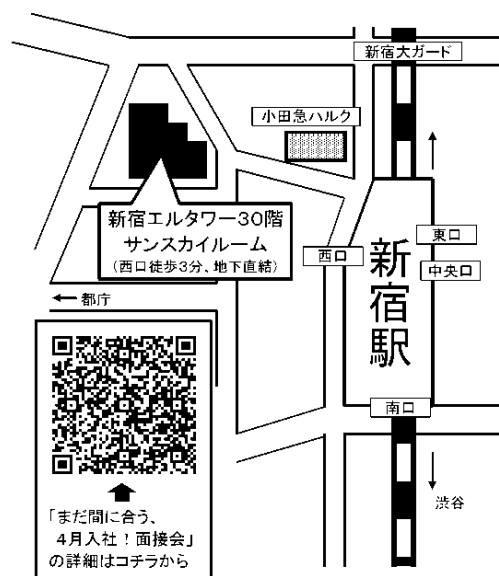 新宿大ガード
小田急ハルク
新宿エルタワー30階
サンスカイルーム
(西口徒歩3分、地下直結)
西口
新宿駅
東口
中央口
← 都庁
南口
渋谷
「まだ間に合う、
4月入社！面接会」
の詳細はコチラから